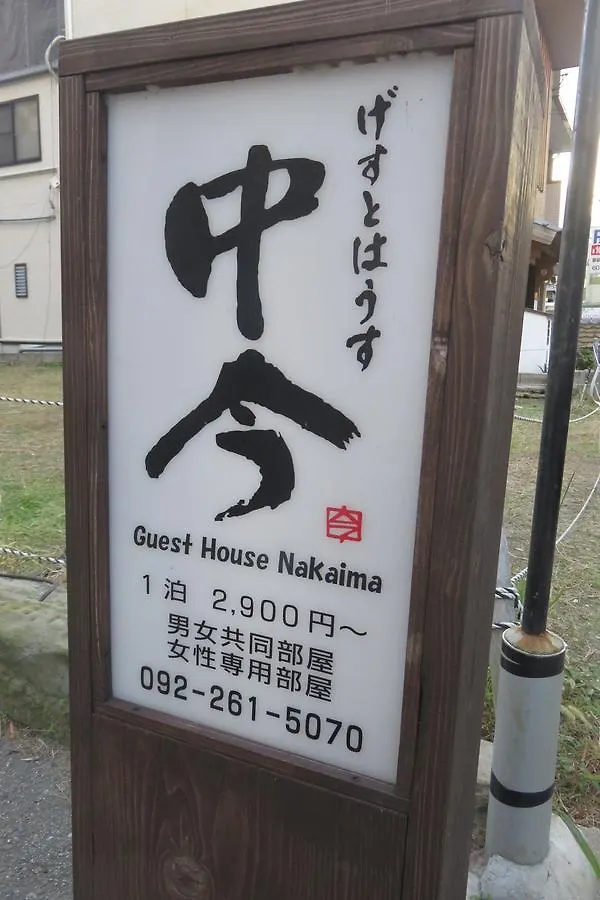 げすとはうす
中今
Guest House Nakaima
1泊 2,900円～
男女共同部屋
女性専用部屋
092-261-5070